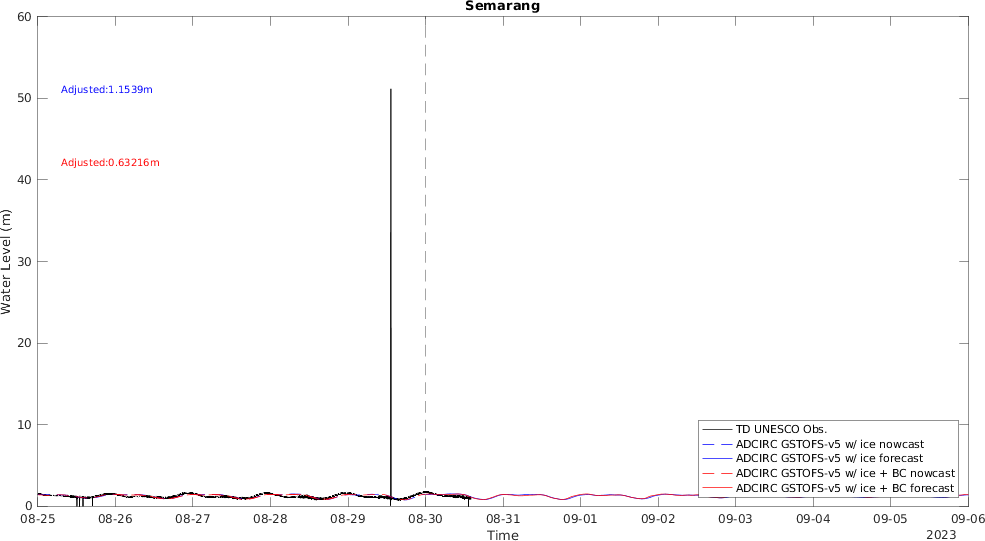 Semarang
60
50
40
30
20
10
0
Water Level (m)
Adjusted:1.1539m
Adjusted:0.63216m
TD UNESCO Obs.
ADCIRC GSTOFS-v5 w/ ice nowcast
ADCIRC GSTOFS-v5 w/ ice forecast
ADCIRC GSTOFS-v5 w/ ice + BC nowcast
ADCIRC GSTOFS-v5 w/ ice + BC forecast
08-25 08-26 08-27 08-28 08-29 08-30 08-31 09-01 09-02 09-03 09-04 09-05 09-06
Time
2023